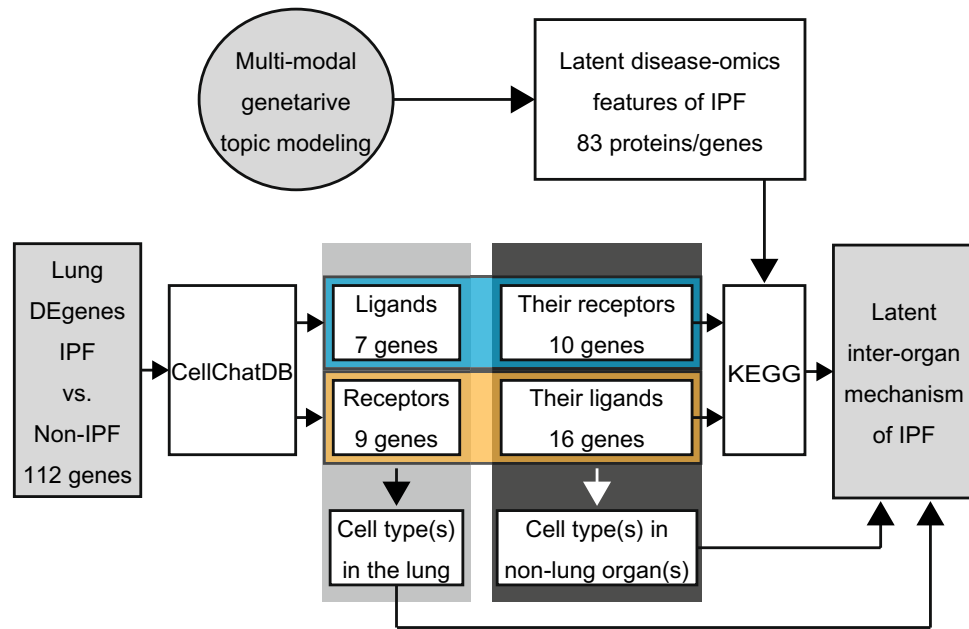 Multi-modal
genetarive
topic modeling
Latent disease-omics
features of IPF
83 proteins/genes
Lung
DEgenes
IPF
vs.
Non-IPF
112 genes
CellChatDB
Ligands
7 genes
Their receptors
10 genes
Receptors
9 genes
Their ligands
16 genes
KEGG
Latent
inter-organ
mechanism
of IPF
Cell type(s)
in the lung
Cell type(s) in
non-lung organ(s)